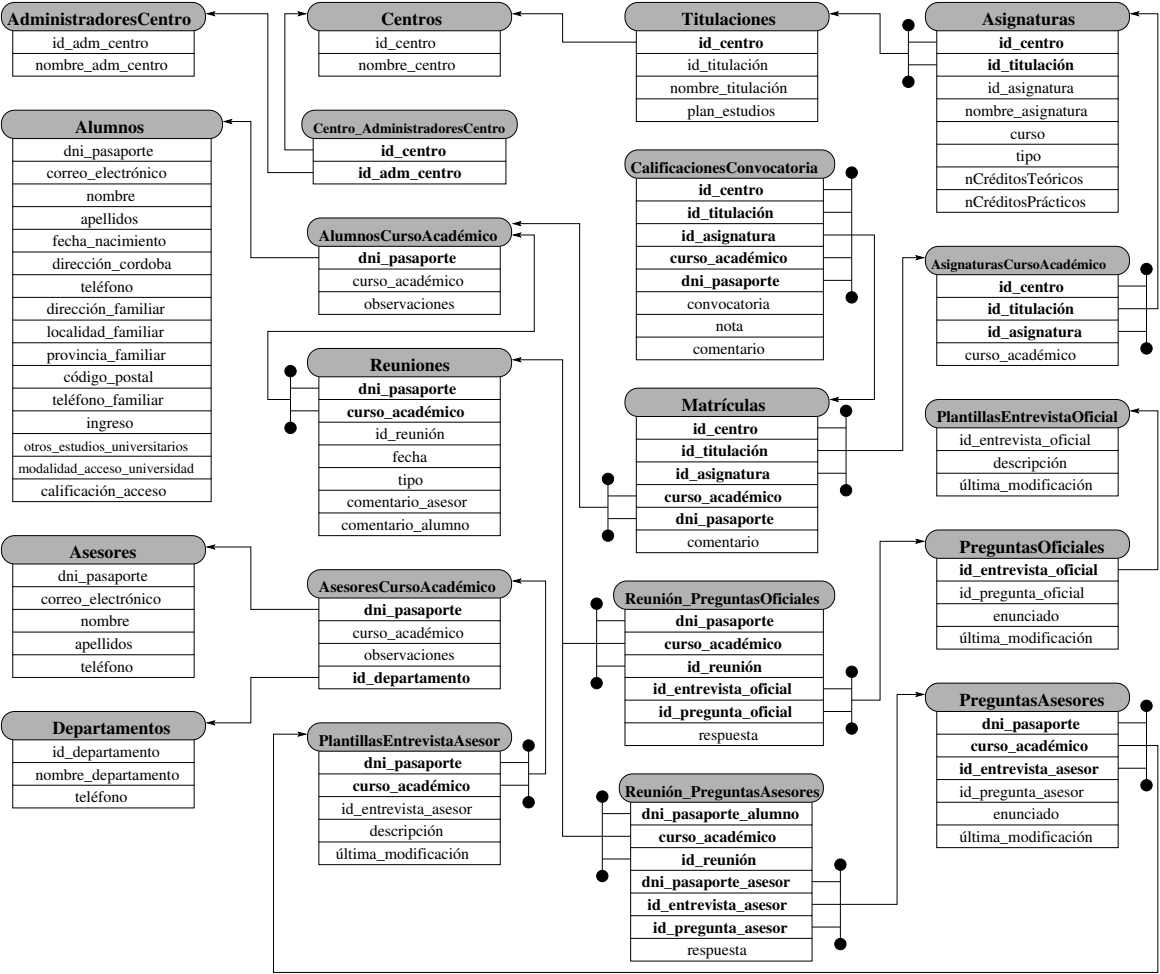 AdministradoresCentro
id_adm_centro
nombre_adm_centro
Centros
id_centro
nombre_centro
Titulaciones
id_centro
id_titulación
nombre_titulación
plan_estudios
Asignaturas
id_centro
id_titulación
id_asignatura
nombre_asignatura
curso
tipo
nCréditosTeóricos
nCréditosPrácticos
Alumnos
dni_pasaporte
correo_electrónico
nombre
apellidos
fecha_nacimiento
dirección_cordoba
teléfono
dirección_familiar
localidad_familiar
provincia_familiar
código_postal
teléfono_familiar
ingreso
otros_estudios_universitarios
modalidad_acceso_universidad
calificación_acceso
Centro_AdministradoresCentro
id_centro
id_adm_centro
CalificacionesConvocatoria
id_centro
id_titulación
id_asignatura
curso_académico
dni_pasaporte
convocatoria
nota
comentario
AlumnosCursoAcadémico
dni_pasaporte
curso_académico
observaciones
AsignaturasCursoAcadémico
id_centro
id_titulación
id_asignatura
curso_académico
Reuniones
dni_pasaporte
curso_académico
id_reunión
fecha
tipo
comentario_asesor
comentario_alumno
Matrículas
id_centro
id_titulación
id_asignatura
curso_académico
dni_pasaporte
comentario
PlantillasEntrevistaOficial
id_entrevista_oficial
descripción
última_modificación
Asesores
dni_pasaporte
correo_electrónico
nombre
apellidos
teléfono
AsesoresCursoAcadémico
dni_pasaporte
curso_académico
observaciones
id_departamento
Reunión_PreguntasOficiales
dni_pasaporte
curso_académico
id_reunión
id_entrevista_oficial
id_pregunta_oficial
respuesta
PreguntasOficiales
id_entrevista_oficial
id_pregunta_oficial
enunciado
última_modificación
Departamentos
id_departamento
nombre_departamento
teléfono
PlantillasEntrevistaAsesor
dni_pasaporte
curso_académico
id_entrevista_asesor
descripción
última_modificación
Reunión_PreguntasAsesores
dni_pasaporte_alumno
curso_académico
id_reunión
dni_pasaporte_asesor
id_entrevista_asesor
id_pregunta_asesor
respuesta
PreguntasAsesores
dni_pasaporte
curso_académico
id_entrevista_asesor
id_pregunta_asesor
enunciado
última_modificación